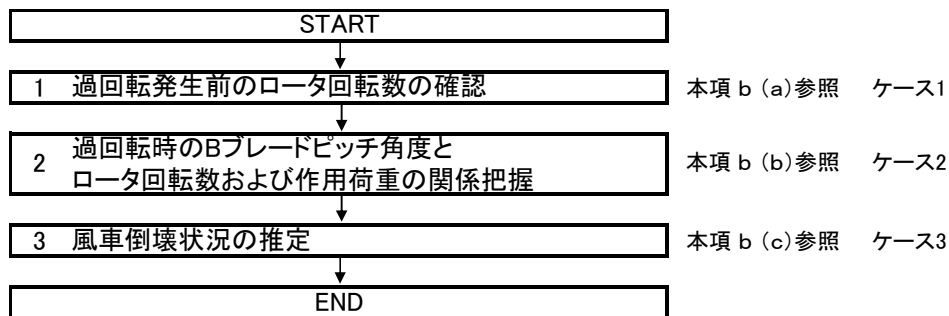 START
1 過回転発生前のロータ回転数の確認 本項 b (a)参照 ケース1
2 過回転時のBブレードピッチ角度と
ロータ回転数および作用荷重の関係把握 本項 b (b)参照 ケース2
3 風車倒壊状況の推定 本項 b (c)参照 ケース3
END